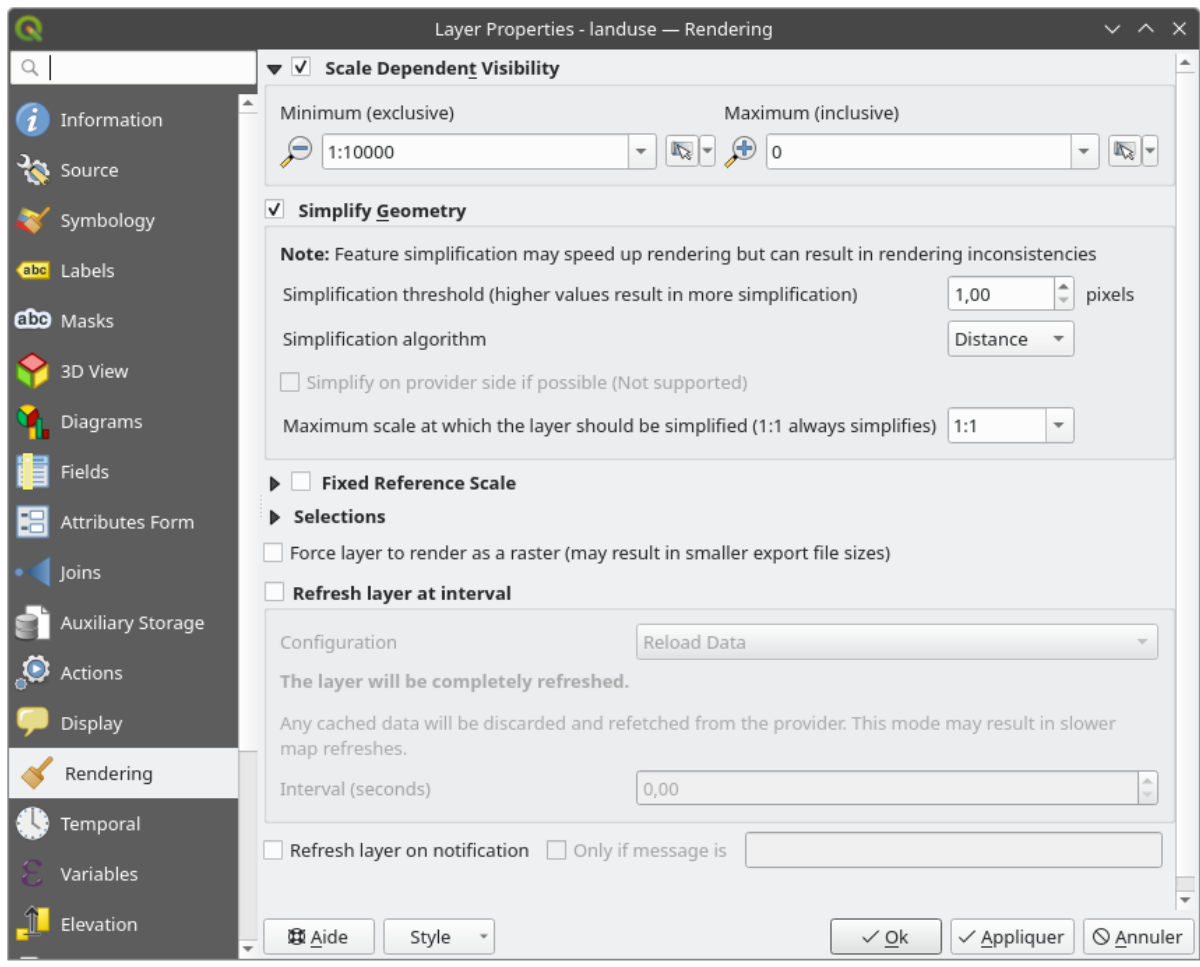 Layer Properties - landuse — Rendering
Information
Source
Symbology
abc Labels
abc Masks
3D View
Diagrams
Fields
Attributes Form
Joins
Auxiliary Storage
Actions
Display
Rendering
Temporal
Variables
Elevation
Scale Dependent Visibility
Minimum (exclusive) Maximum (inclusive)
1:10000 0
Simplify Geometry
Note: Feature simplification may speed up rendering but can result in rendering inconsistencies
Simplification threshold (higher values result in more simplification) 1,00 pixels
Simplification algorithm Distance
Simplify on provider side if possible (Not supported)
Maximum scale at which the layer should be simplified (1:1 always simplifies) 1:1
Fixed Reference Scale
Selections
Force layer to render as a raster (may result in smaller export file sizes)
Refresh layer at interval
Configuration Reload Data
The layer will be completely refreshed.
Any cached data will be discarded and refetched from the provider. This mode may result in slower
map refreshes.
Interval (seconds) 0,00
Refresh layer on notification Only if message is
Aide Style Ok Appliquer Annuler